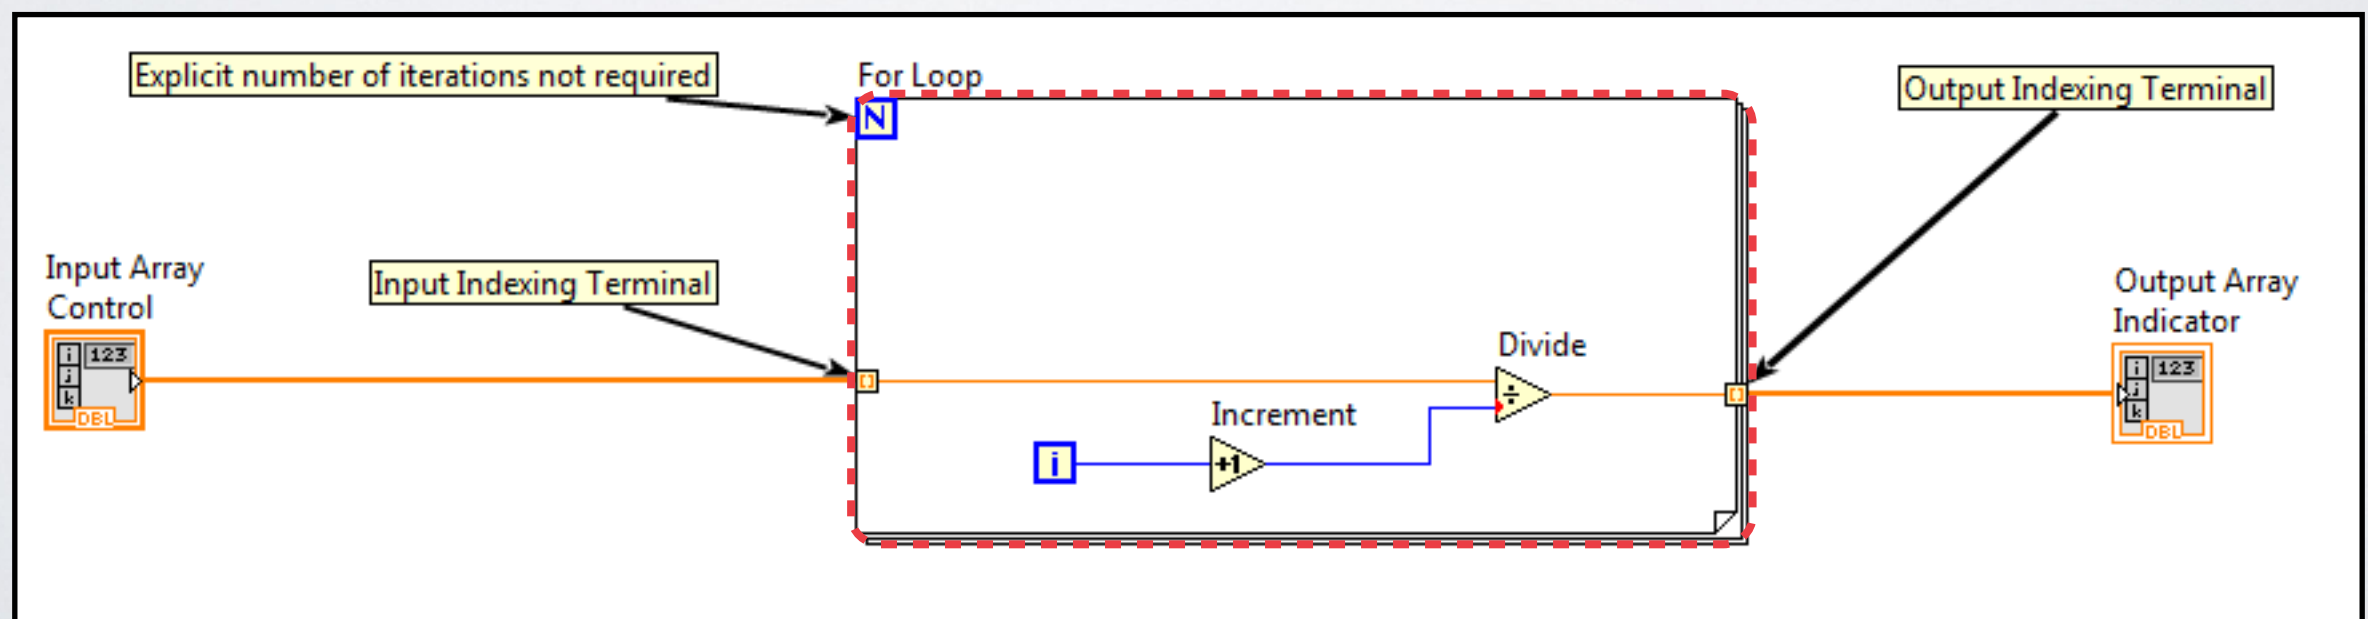 Explicit number of iterations not required
For Loop
N
Output Indexing Terminal
Input Array
Control
Input Indexing Terminal
i
j
k
123
DBL
Output Array
Indicator
i
j
k
123
DBL
Divide
÷
Increment
i
+1